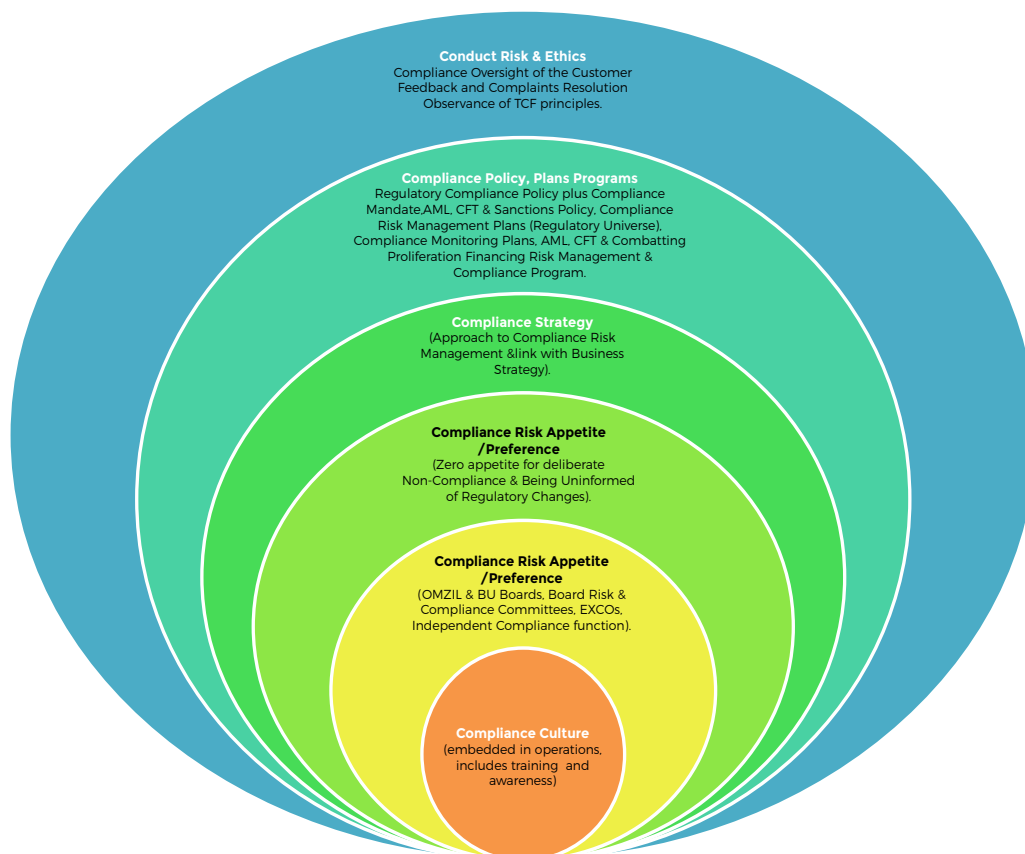 Conduct Risk & Ethics
Compliance Oversight of the Customer
Feedback and Complaints Resolution
Observance of TCF principles.
Compliance Policy, Plans Programs
Regulatory Compliance Policy plus Compliance
Mandate,AML, CFT & Sanctions Policy, Compliance
Risk Management Plans (Regulatory Universe),
Compliance Monitoring Plans, AML, CFT & Combatting
Proliferation Financing Risk Management &
Compliance Program.
Compliance Strategy
(Approach to Compliance Risk
Management &link with Business
Strategy).
Compliance Risk Appetite
/Preference
(Zero appetite for deliberate
Non-Compliance & Being Uninformed
of Regulatory Changes).
Compliance Risk Appetite
/Preference
(OMZIL & BU Boards, Board Risk &
Compliance Committees, EXCOs,
Independent Compliance function).
Compliance Culture
(embedded in operations,
includes training and
awareness)